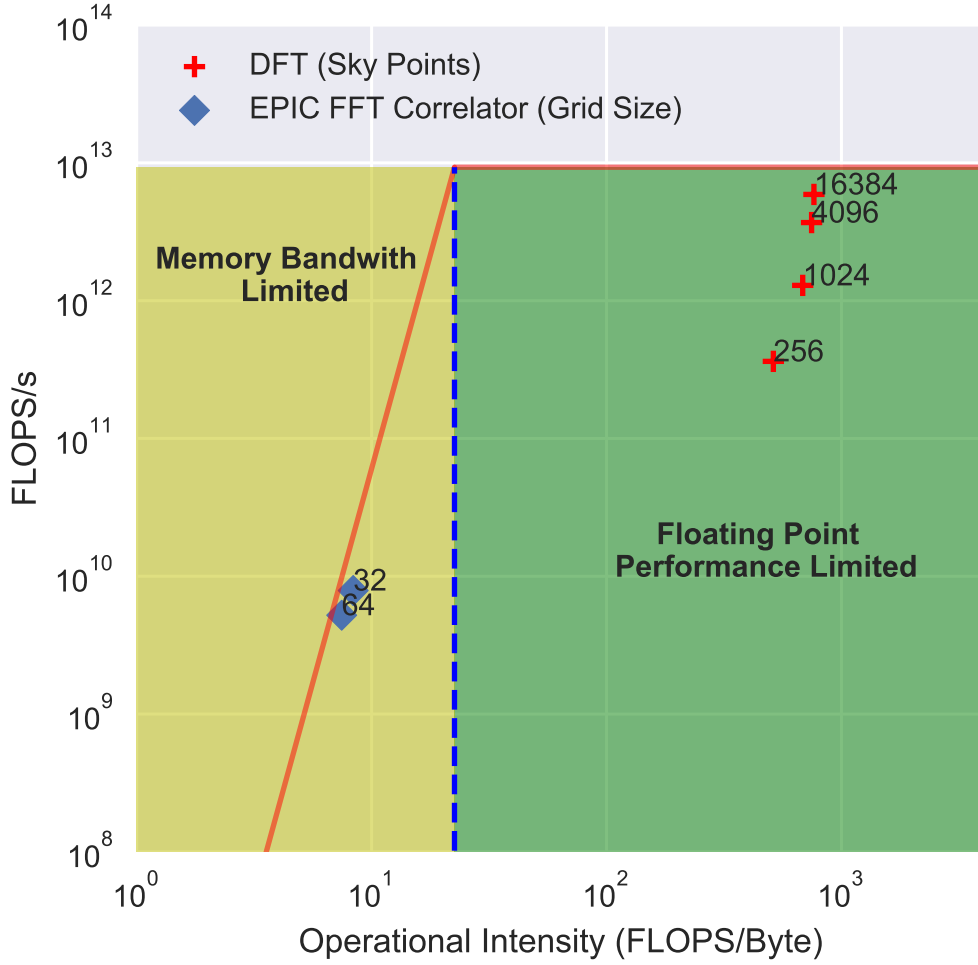 10^14
DFT (Sky Points)
EPIC FFT Correlator (Grid Size)
10^13
16384
4096
Memory Bandwith
Limited
10^12
1024
256
FLOPS/s
10^11
Floating Point
Performance Limited
10^10
32
64
10^9
10^8
10^0
10^1
10^2
10^3
Operational Intensity (FLOPS/Byte)